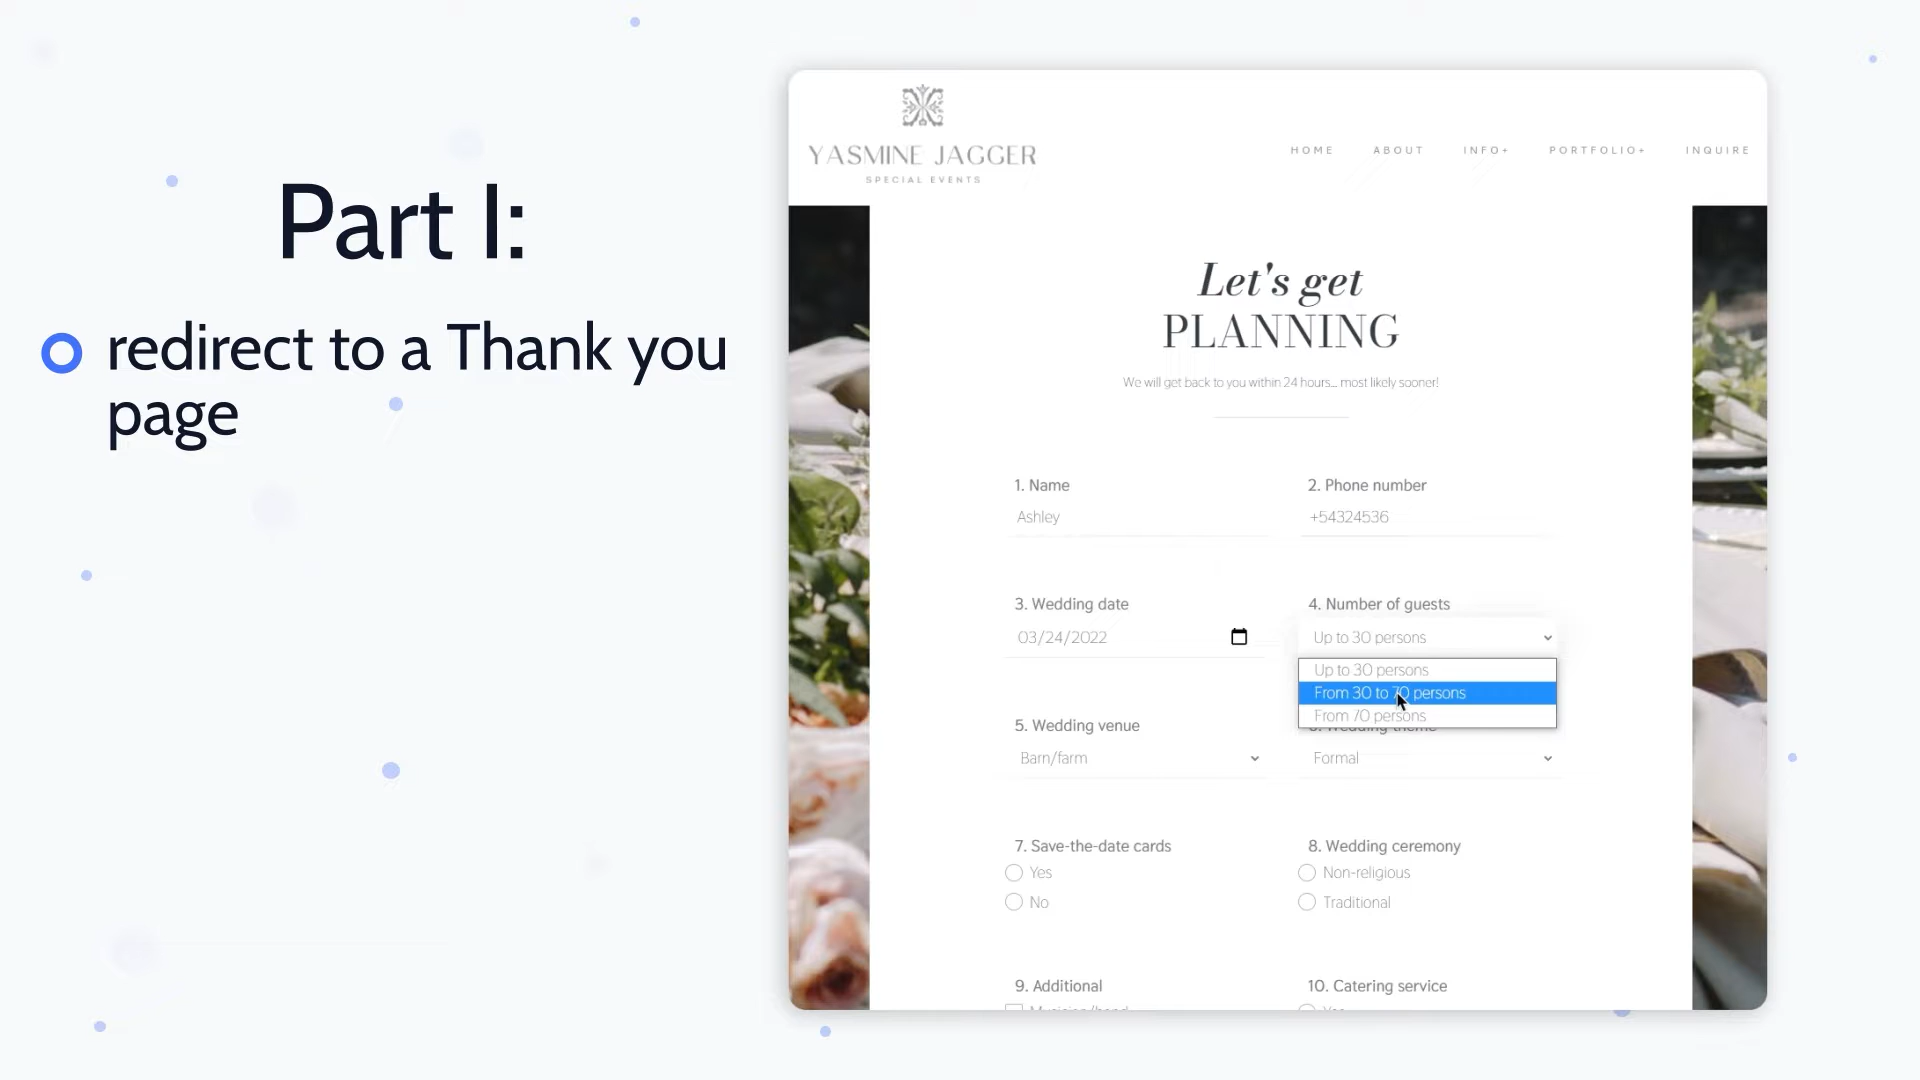 Part I:
redirect to a Thank you
page
YASMINE JAGGER
SPECIAL EVENTS
HOME ABOUT INFO+ PORTFOLIO+ INQUIRE
Let's get
PLANNING
We will get back to you within 24 hours... most likely sooner!
1. Name 2. Phone number
Ashley +54324536
3. Wedding date 4. Number of guests
03/24/2022 Up to 30 persons
Up to 30 persons
From 30 to 70 persons
From 70 persons
5. Wedding venue 6. Wedding theme
Barn/farm Formal
7. Save-the-date cards 8. Wedding ceremony
Yes Non-religious
No Traditional
9. Additional 10. Catering service